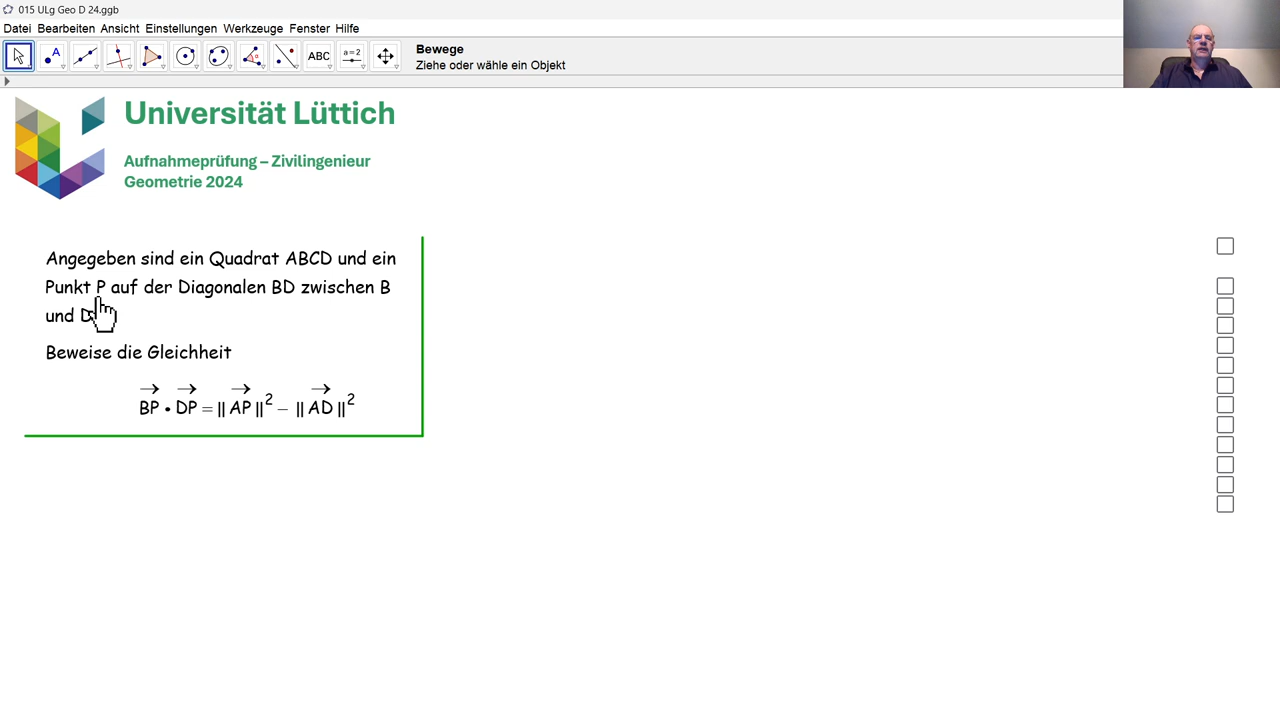 015 ULg Geo D 24.ggb
Datei Bearbeiten Ansicht Einstellungen Werkzeuge Fenster Hilfe
A
ABC
a=2
Bewege
Ziehe oder wähle ein Objekt
Universität Lüttich
Aufnahmeprüfung – Zivilingenieur
Geometrie 2024
Angegeben sind ein Quadrat ABCD und ein
Punkt P auf der Diagonalen BD zwischen B
und D
Beweise die Gleichheit
→ → → →
BP • DP = || AP ||² – || AD ||²